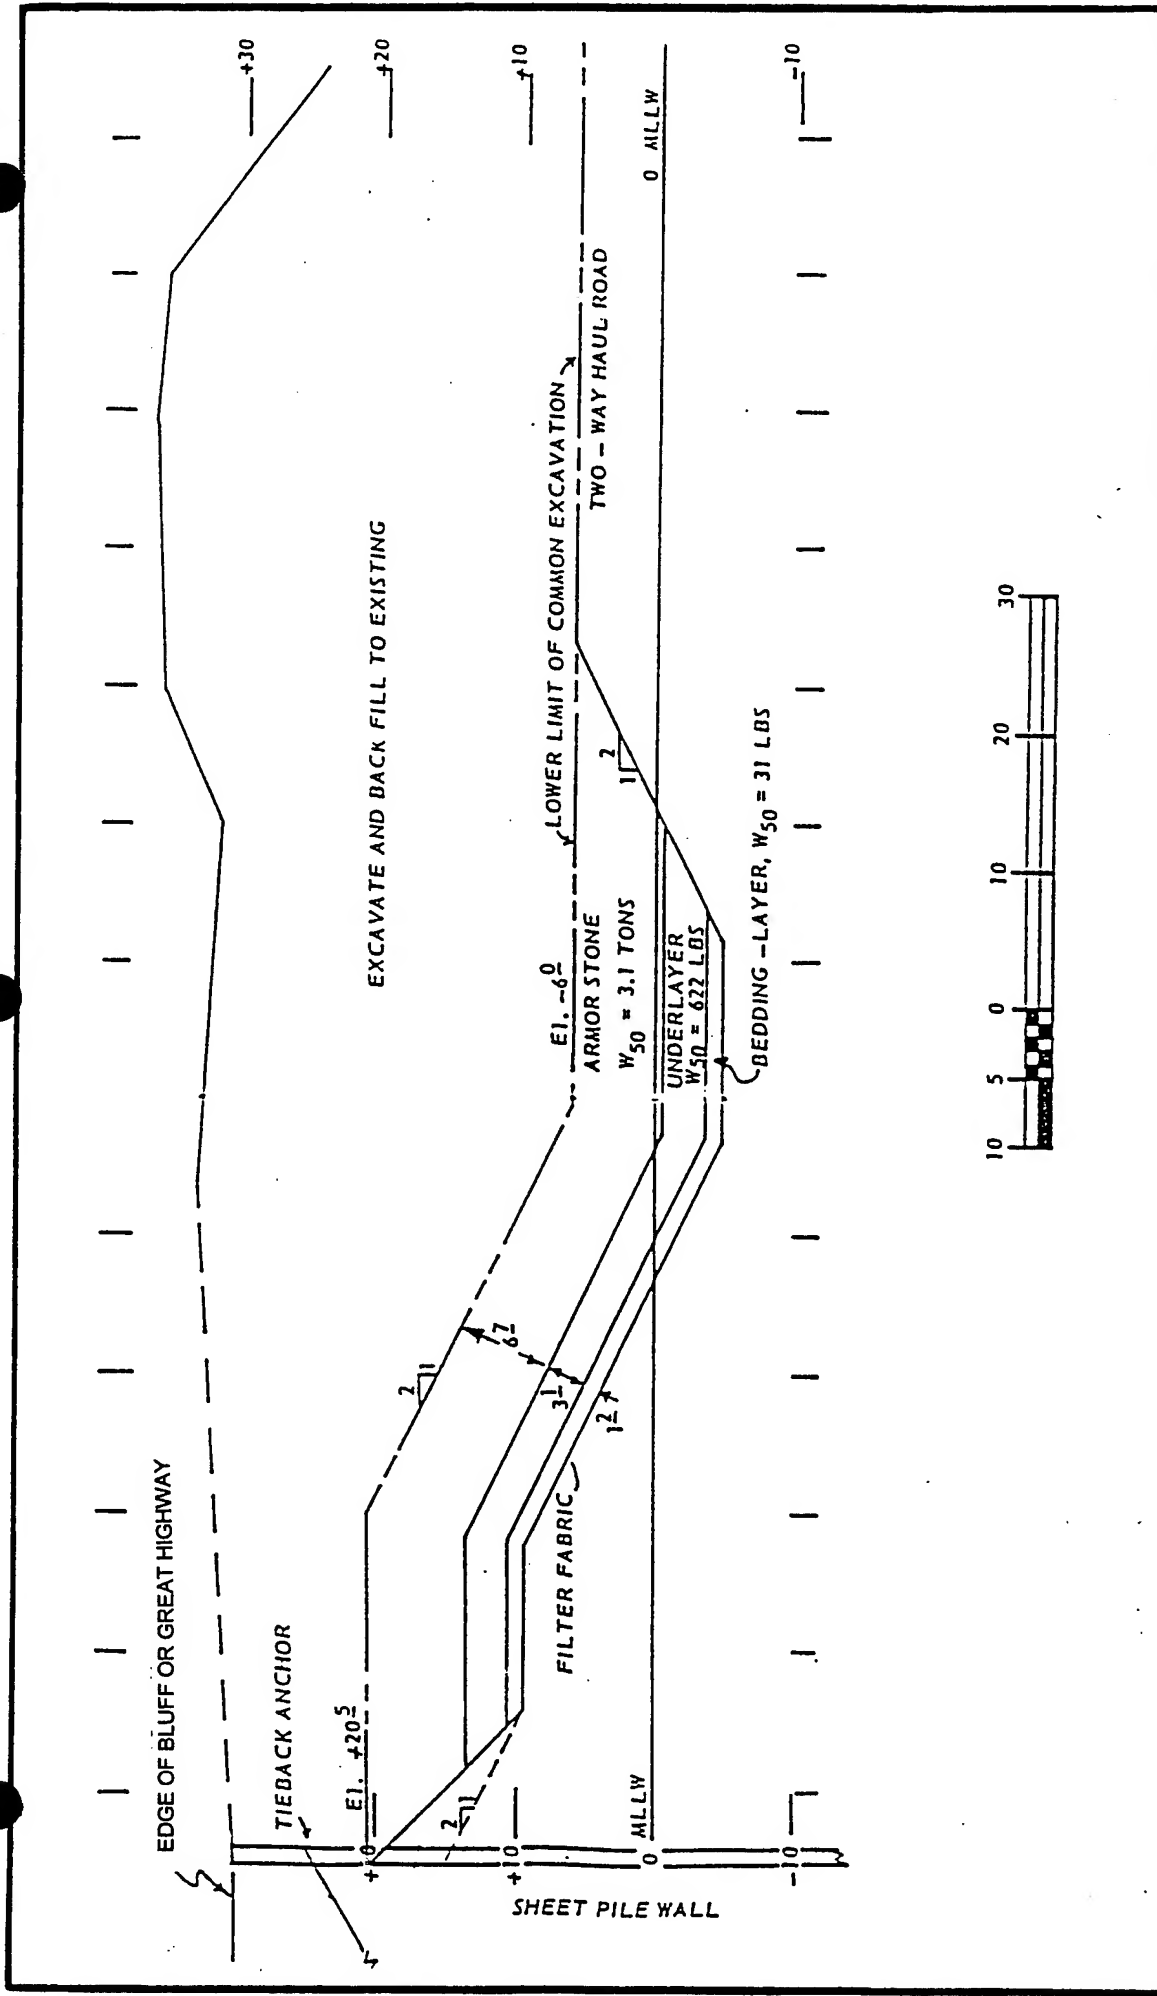 EDGE OF BLUFF OR GREAT HIGHWAY
TIEBACK ANCHOR
El. +20 5
EXCAVATE AND BACK FILL TO EXISTING
+30
+20
+10
-10
2
1
6 7
3 1
1 2
El. -6 0
LOWER LIMIT OF COMMON EXCAVATION
TWO - WAY HAUL ROAD
ARMOR STONE
W50 = 3.1 TONS
UNDERLAYER
W50 = 622 LBS
BEDDING - LAYER, W50 = 31 LBS
2
1
0 MLLW
FILTER FABRIC
2
1
MLLW
0
+10
-10
SHEET PILE WALL
10
5
0
10
20
30